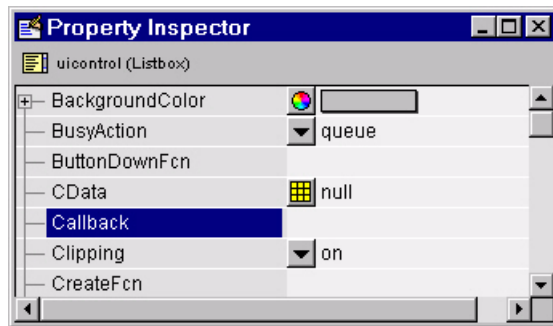 Property Inspector
uicontrol (Listbox)
BackgroundColor
BusyAction queue
ButtonDownFcn
CData null
Callback
Clipping on
CreateFcn